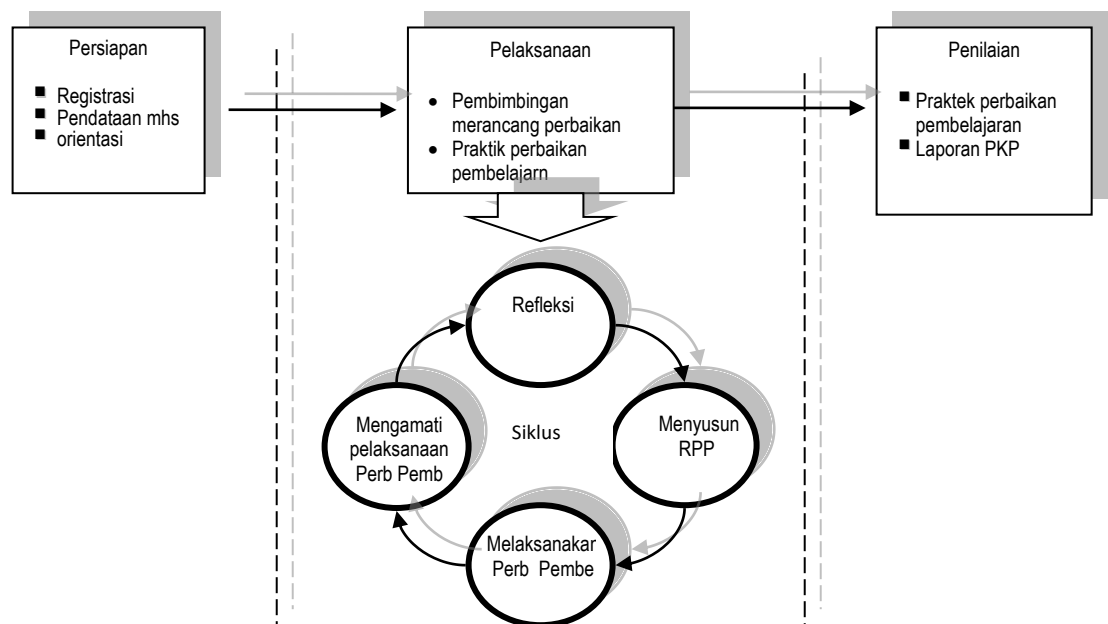 Persiapan
Registrasi
Pendataan mhs
orientasi
Pelaksanaan
Pembimbingan
merancang perbaikan
Praktik perbaikan
pembelajarn
Penilaian
Praktek perbaikan
pembelajaran
Laporan PKP
Refleksi
Mengamati
pelaksanaan
Perb Pemb
Siklus
Menyusun
RPP
Melaksanakar
Perb Pembe